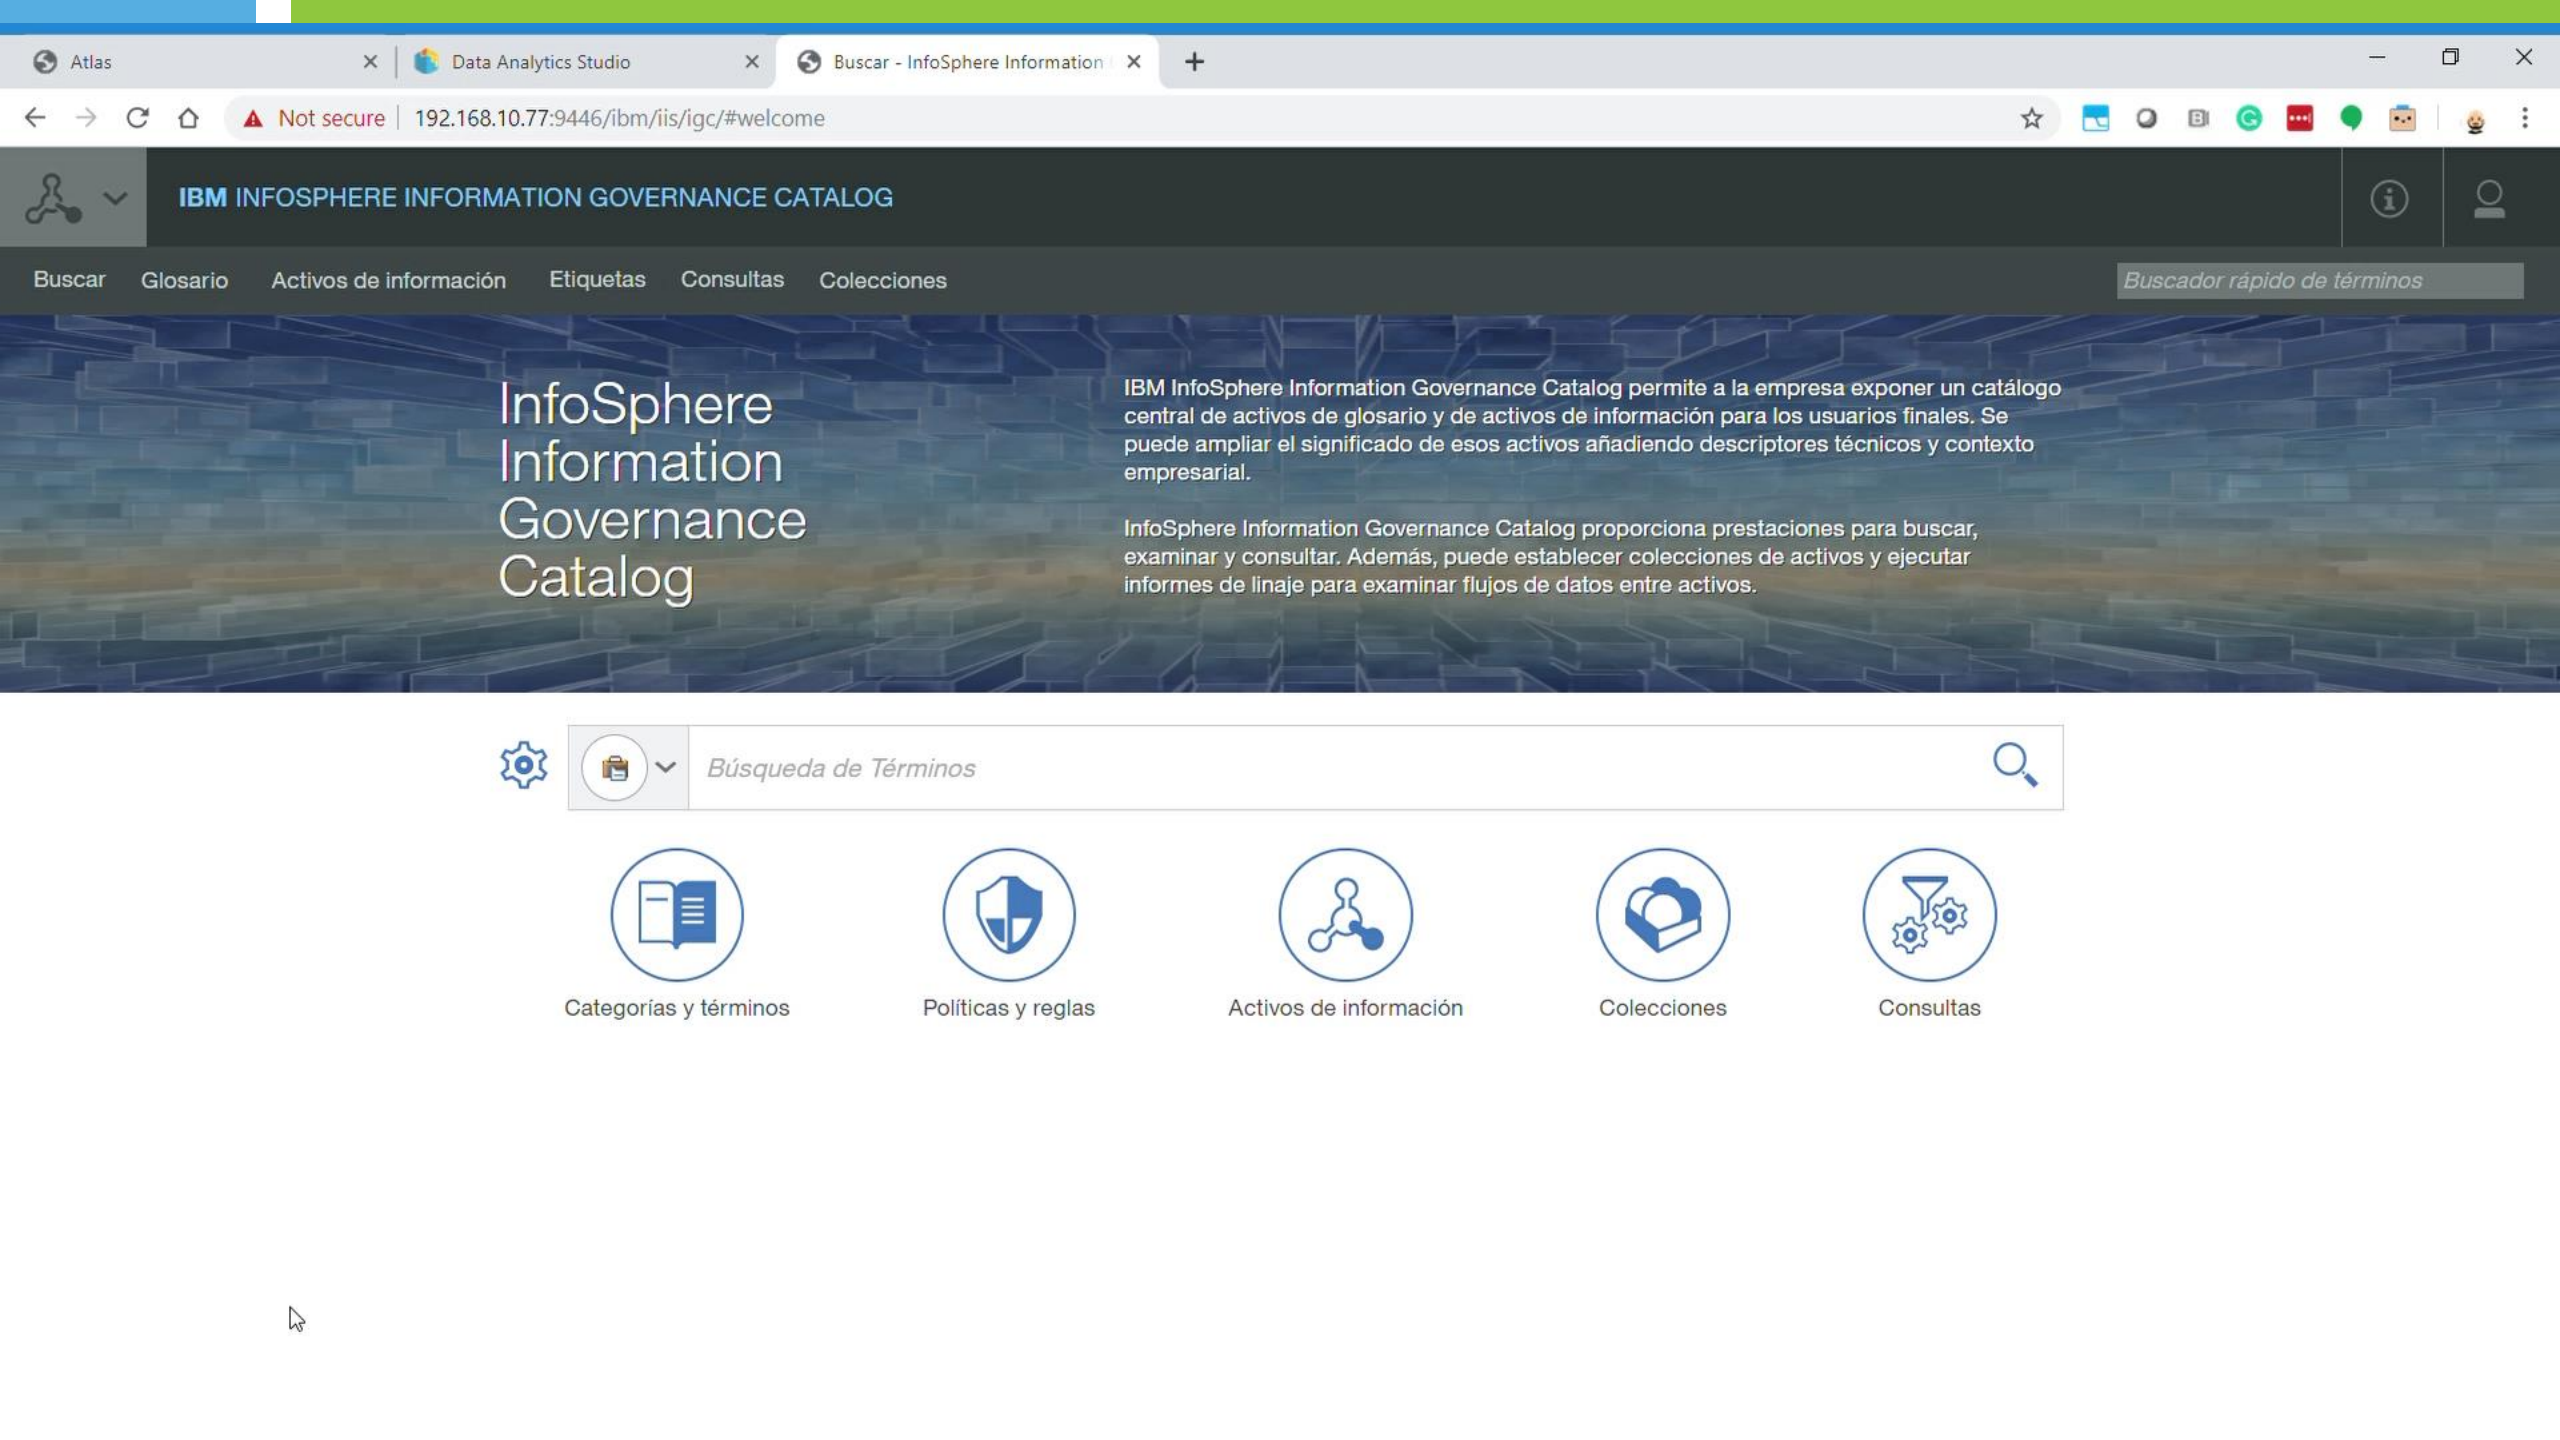 Atlas
Data Analytics Studio
Buscar - InfoSphere Information
Not secure
192.168.10.77:9446/ibm/iis/igc/#welcome
IBM INFOSPHERE INFORMATION GOVERNANCE CATALOG
Buscar
Glosario
Activos de información
Etiquetas
Consultas
Colecciones
Buscador rápido de términos
InfoSphere
Information
Governance
Catalog
IBM InfoSphere Information Governance Catalog permite a la empresa exponer un catálogo
central de activos de glosario y de activos de información para los usuarios finales. Se
puede ampliar el significado de esos activos añadiendo descriptores técnicos y contexto
empresarial.
InfoSphere Information Governance Catalog proporciona prestaciones para buscar,
examinar y consultar. Además, puede establecer colecciones de activos y ejecutar
informes de linaje para examinar flujos de datos entre activos.
Búsqueda de Términos
Categorías y términos
Políticas y reglas
Activos de información
Colecciones
Consultas